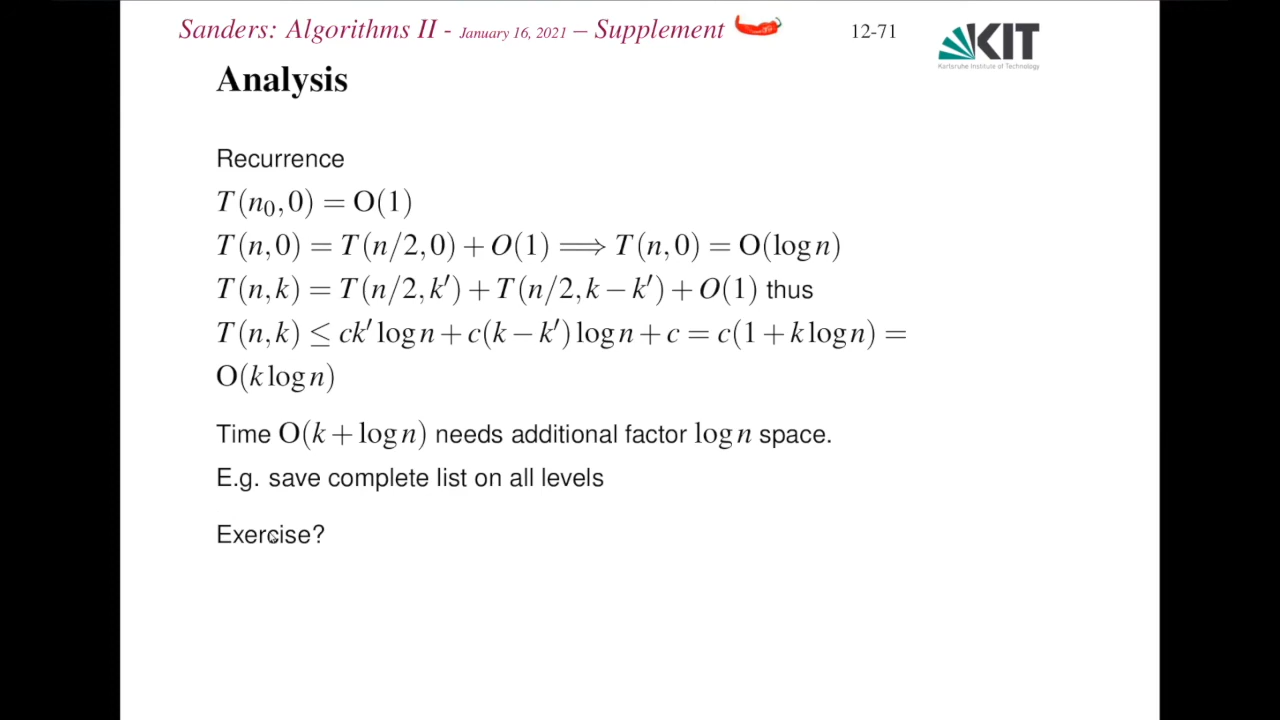 Sanders: Algorithms II - January 16, 2021 – Supplement 12-71
KIT
Karlsruhe Institute of Technology
Analysis
Recurrence
T(n₀,0) = O(1)
T(n,0) = T(n/2,0) + O(1) ⟹ T(n,0) = O(log n)
T(n,k) = T(n/2,k′) + T(n/2,k − k′) + O(1) thus
T(n,k) ≤ ck′ log n + c(k − k′) log n + c = c(1 + k log n) =
O(k log n)
Time O(k + log n) needs additional factor log n space.
E.g. save complete list on all levels
Exercise?